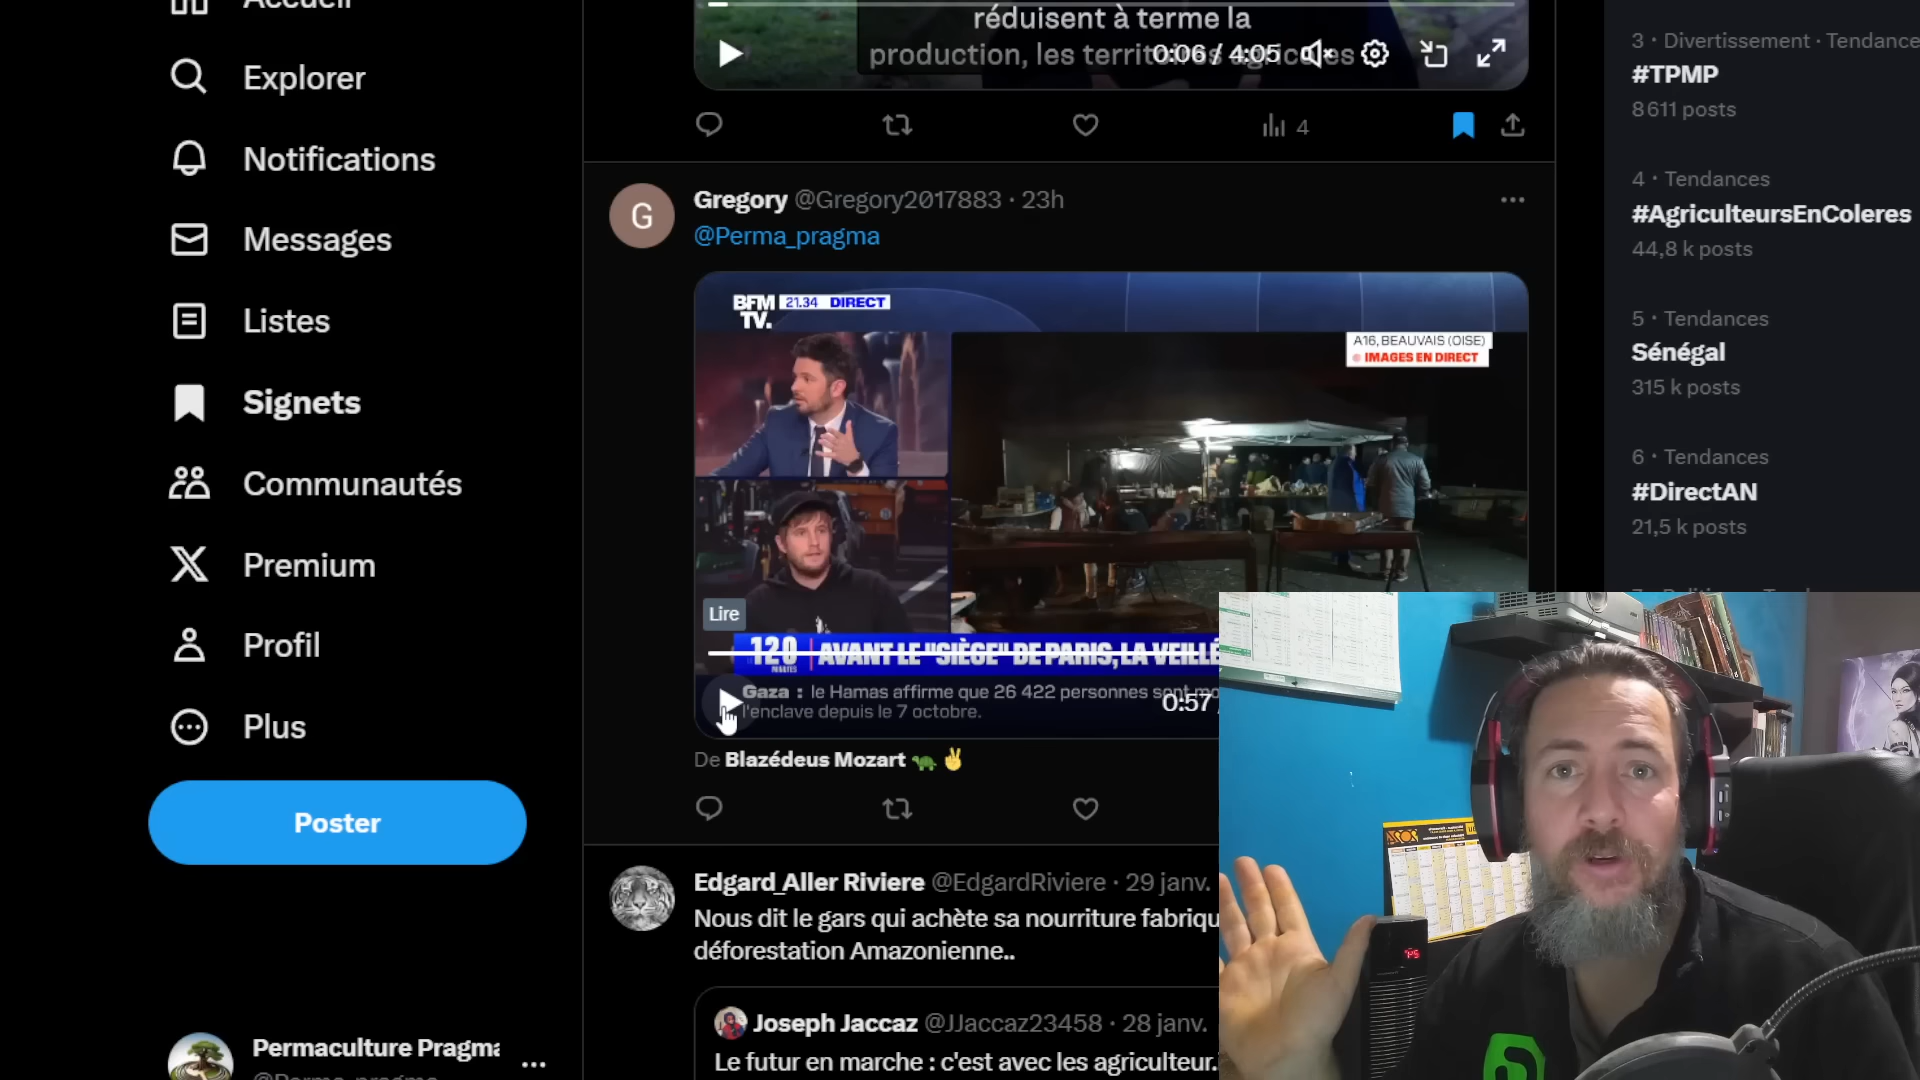 Accueil
Explorer
Notifications
Messages
Listes
Signets
Communautés
Premium
Profil
Plus
Poster
Permaculture Pragma
@Perma_pragma
réduisent à terme la
production, les territoires agricoles
0:06 / 4:05
4
Gregory @Gregory2017883 · 23h
@Perma_pragma
BFM
TV.
21.34 DIRECT
A16, BEAUVAIS (OISE)
IMAGES EN DIRECT
Lire
120
MINUTES
AVANT LE "SIÈGE" DE PARIS, LA VEILLÉ
Gaza : le Hamas affirme que 26 422 personnes sont mo
l'enclave depuis le 7 octobre.
0:57 /
De Blazédeus Mozart 🐢✌
Edgard_Aller Riviere @EdgardRiviere · 29 janv.
Nous dit le gars qui achète sa nourriture fabriqu
déforestation Amazonienne..
Joseph Jaccaz @JJaccaz23458 · 28 janv.
Le futur en marche : c'est avec les agriculteur.
3 · Divertissement · Tendance
#TPMP
8 611 posts
4 · Tendances
#AgriculteursEnColeres
44,8 k posts
5 · Tendances
Sénégal
315 k posts
6 · Tendances
#DirectAN
21,5 k posts